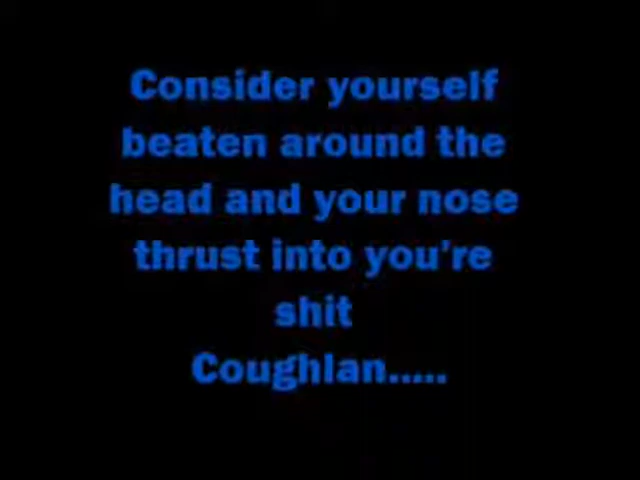 Consider yourself
beaten around the
head and your nose
thrust into you're
shit
Coughlan.....